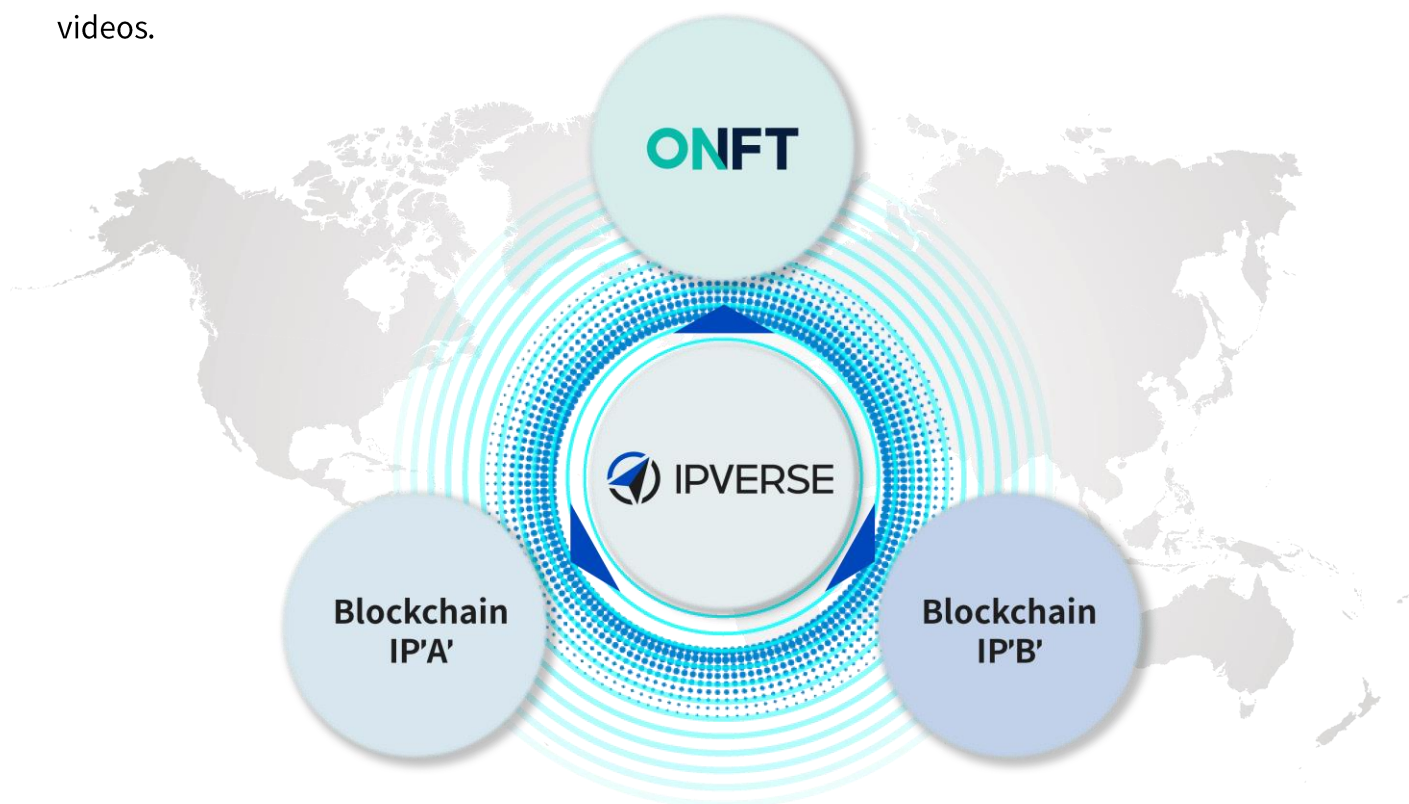 videos.
ONFT
IPVERSE
Blockchain
IP’A’
Blockchain
IP’B’